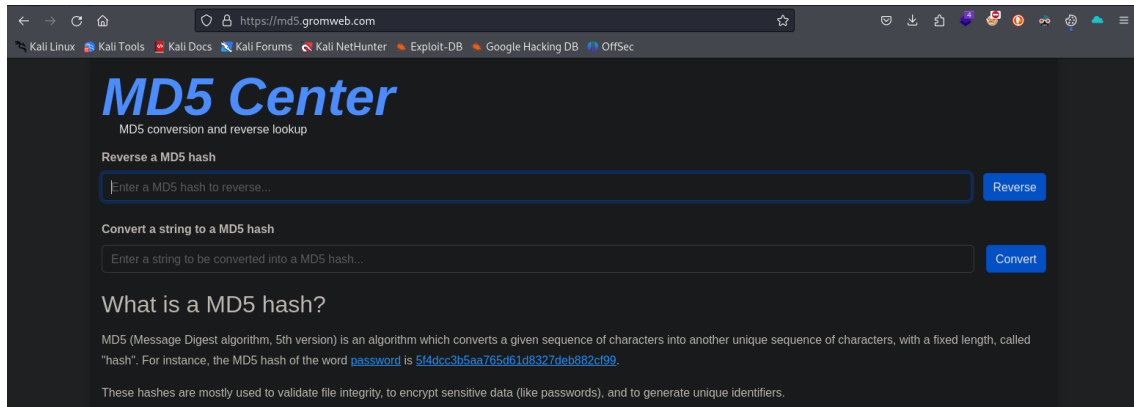 https://md5.gromweb.com
4
Kali Linux Kali Tools Kali Docs Kali Forums Kali NetHunter Exploit-DB Google Hacking DB OffSec
MD5 Center
MD5 conversion and reverse lookup
Reverse a MD5 hash
Enter a MD5 hash to reverse...
Reverse
Convert a string to a MD5 hash
Enter a string to be converted into a MD5 hash...
Convert
What is a MD5 hash?
MD5 (Message Digest algorithm, 5th version) is an algorithm which converts a given sequence of characters into another unique sequence of characters, with a fixed length, called
"hash". For instance, the MD5 hash of the word password is 5f4dcc3b5aa765d61d8327deb882cf99.
These hashes are mostly used to validate file integrity, to encrypt sensitive data (like passwords), and to generate unique identifiers.